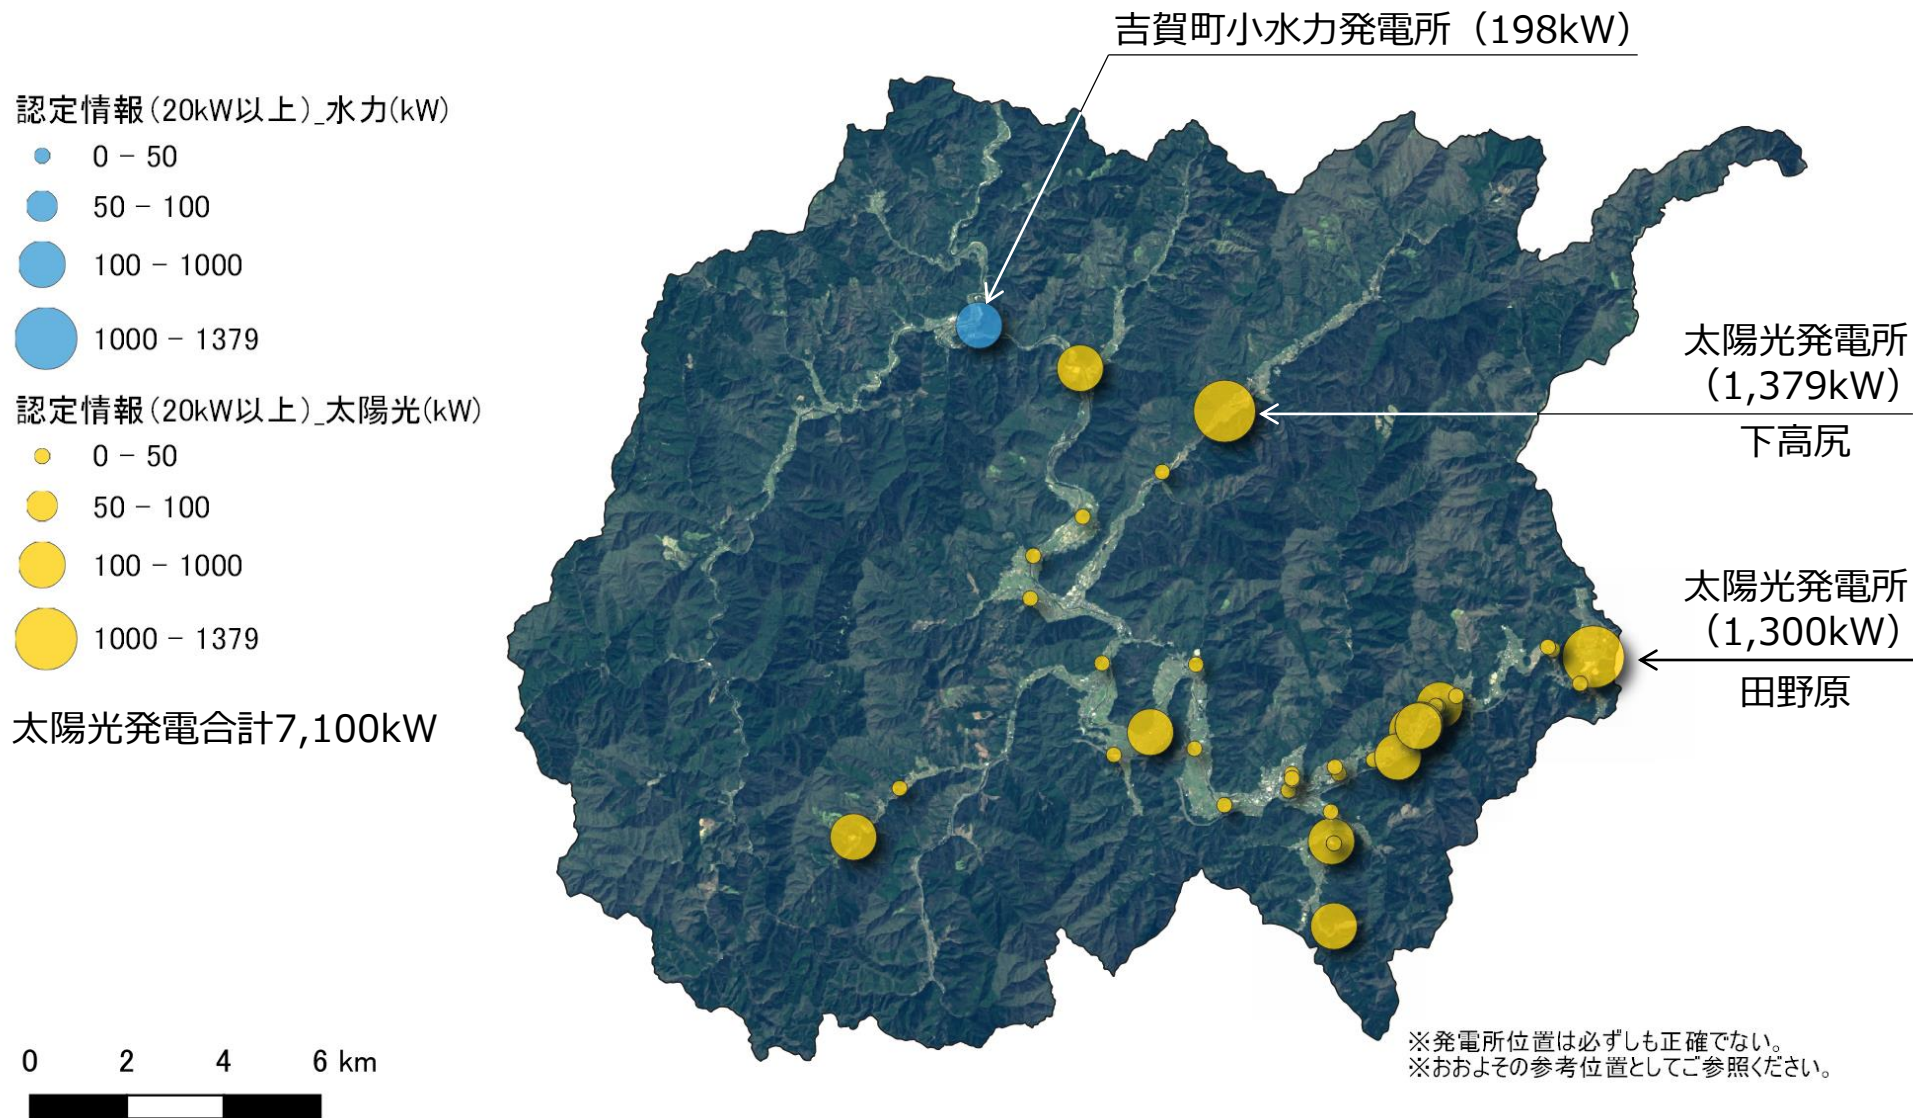 吉賀町小水力発電所（198kW）
認定情報（20kW以上）_水力(kW)
0 − 50
50 − 100
100 − 1000
1000 − 1379
認定情報（20kW以上）_太陽光(kW)
0 − 50
50 − 100
100 − 1000
1000 − 1379
太陽光発電合計7,100kW
太陽光発電所
（1,379kW）
下高尻
太陽光発電所
（1,300kW）
田野原
0 2 4 6 km
※発電所位置は必ずしも正確でない。
※おおよその参考位置としてご参照ください。